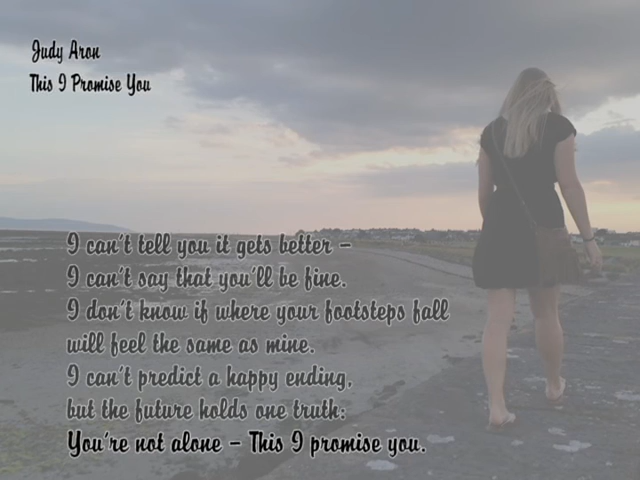 Judy Aron
This I Promise You
I can't tell you it gets better –
I can't say that you'll be fine.
I don't know if where your footsteps fall
will feel the same as mine.
I can't predict a happy ending,
but the future holds one truth:
You're not alone – This I promise you.